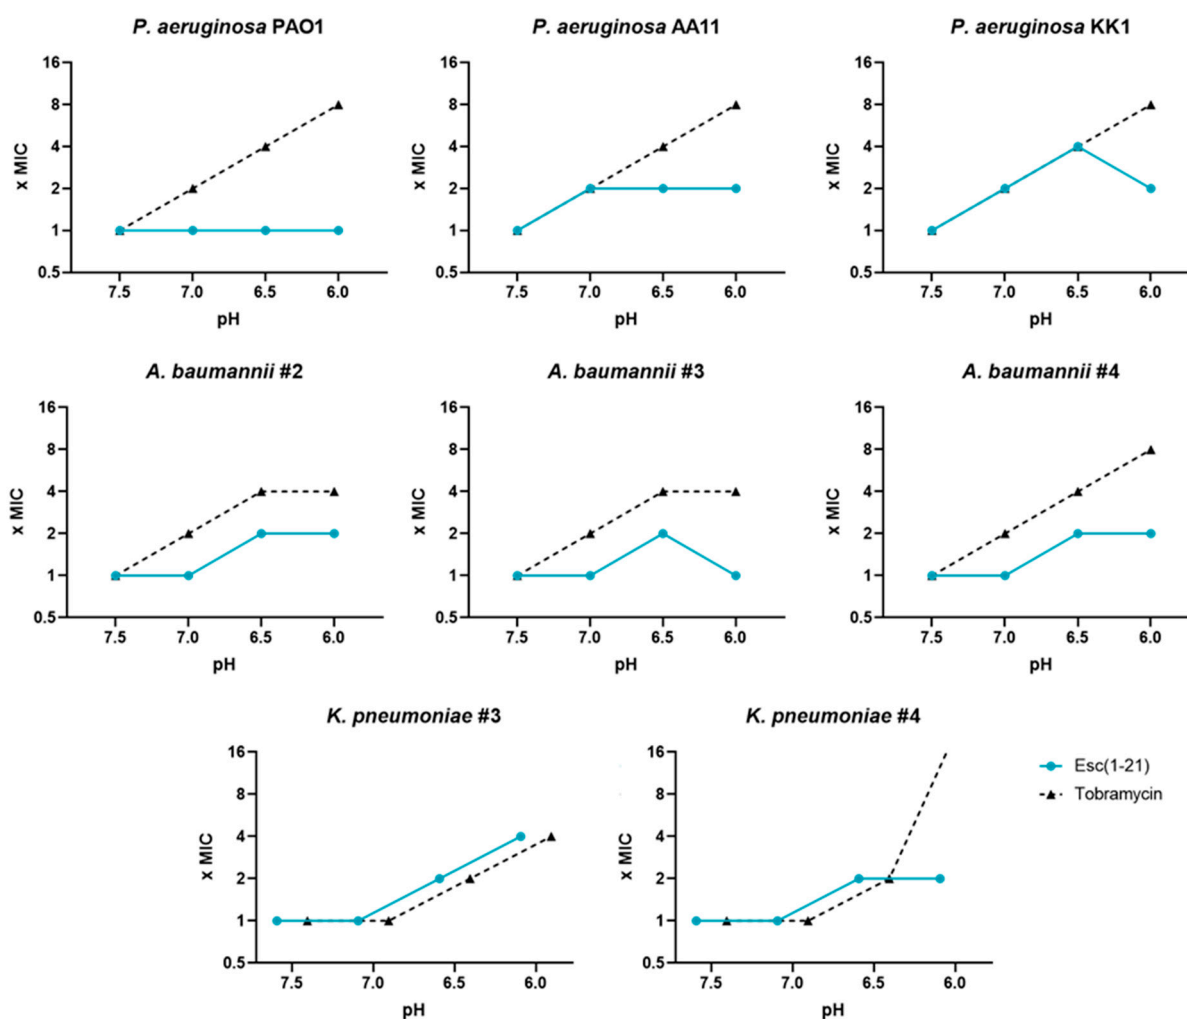 P. aeruginosa PAO1
16
8
4
2
1
0.5
x MIC
7.5 7.0 6.5 6.0
pH
P. aeruginosa AA11
16
8
4
2
1
0.5
x MIC
7.5 7.0 6.5 6.0
pH
P. aeruginosa KK1
16
8
4
2
1
0.5
x MIC
7.5 7.0 6.5 6.0
pH
A. baumannii #2
16
8
4
2
1
0.5
x MIC
7.5 7.0 6.5 6.0
pH
A. baumannii #3
16
8
4
2
1
0.5
x MIC
7.5 7.0 6.5 6.0
pH
A. baumannii #4
16
8
4
2
1
0.5
x MIC
7.5 7.0 6.5 6.0
pH
K. pneumoniae #3
16
8
4
2
1
0.5
x MIC
7.5 7.0 6.5 6.0
pH
K. pneumoniae #4
16
8
4
2
1
0.5
x MIC
7.5 7.0 6.5 6.0
pH
Esc(1-21)
Tobramycin